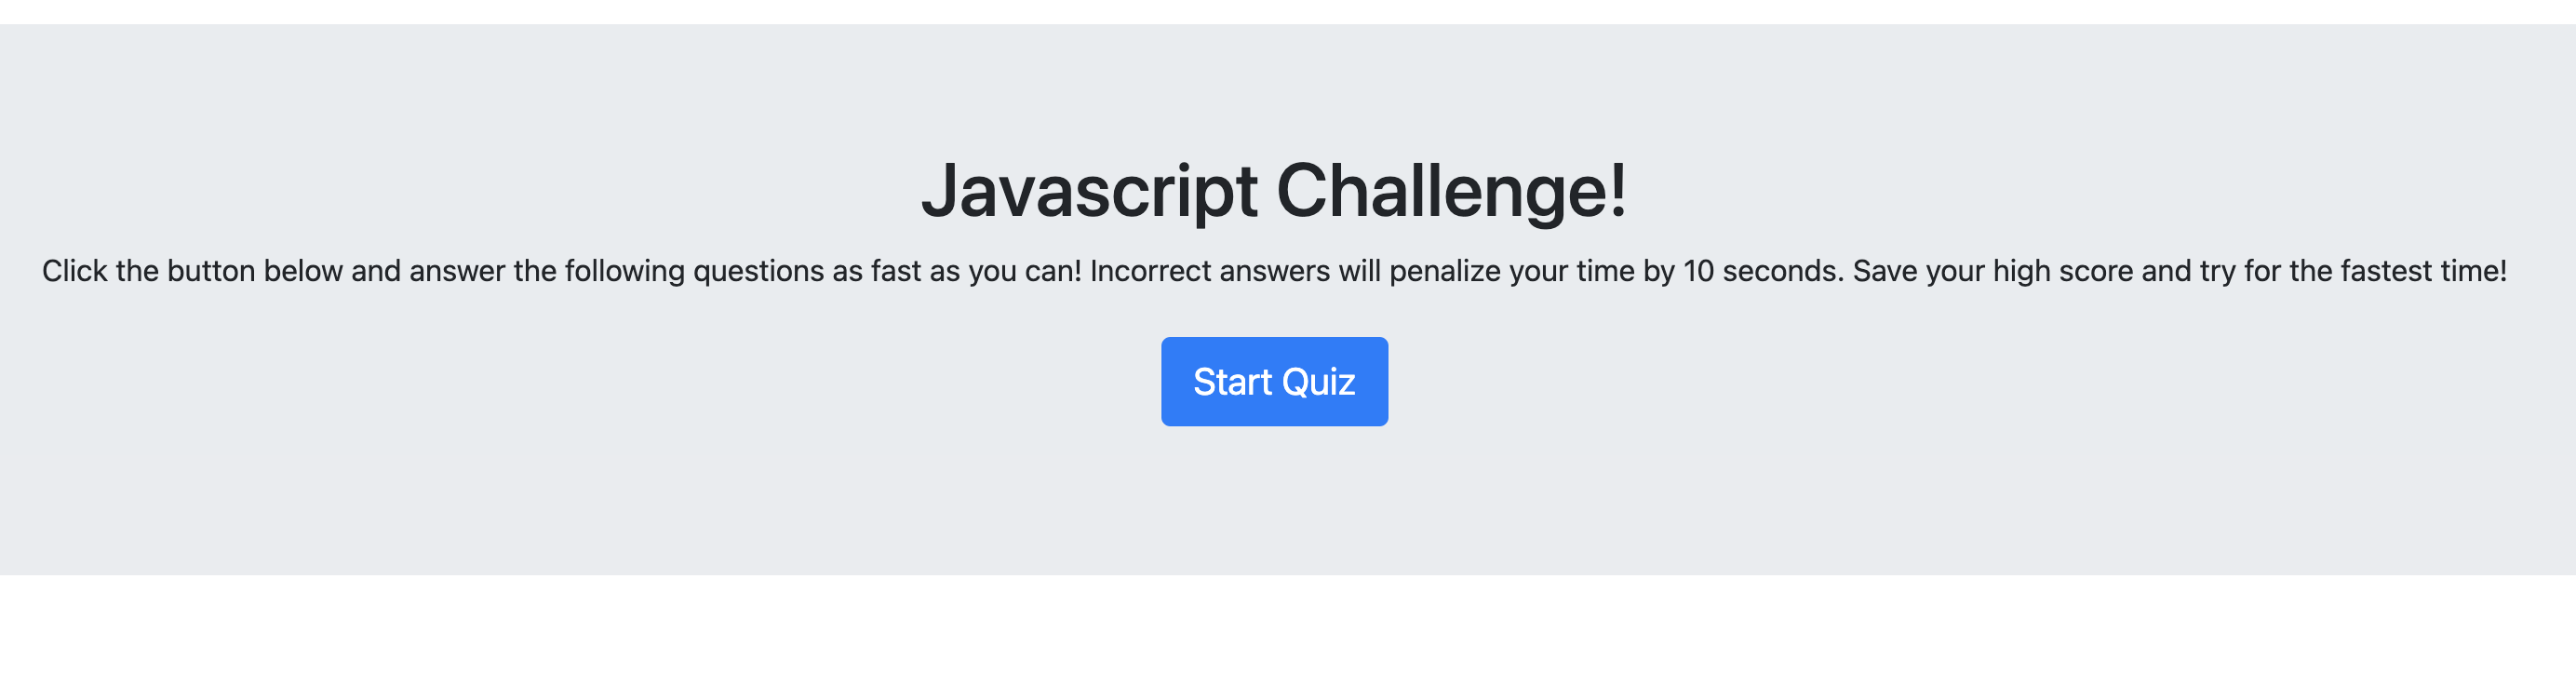 Javascript Challenge!
Click the button below and answer the following questions as fast as you can! Incorrect answers will penalize your time by 10 seconds. Save your high score and try for the fastest time!
Start Quiz